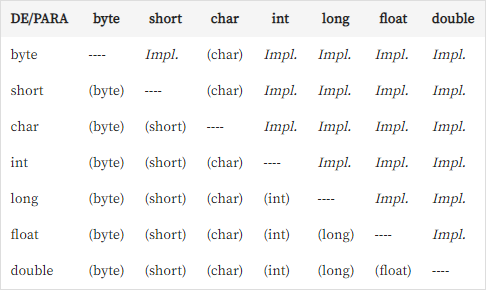 DE/PARA byte short char int long float double
byte ---- Impl. (char) Impl. Impl. Impl. Impl.
short (byte) ---- (char) Impl. Impl. Impl. Impl.
char (byte) (short) ---- Impl. Impl. Impl. Impl.
int (byte) (short) (char) ---- Impl. Impl. Impl.
long (byte) (short) (char) (int) ---- Impl. Impl.
float (byte) (short) (char) (int) (long) ---- Impl.
double (byte) (short) (char) (int) (long) (float) ----